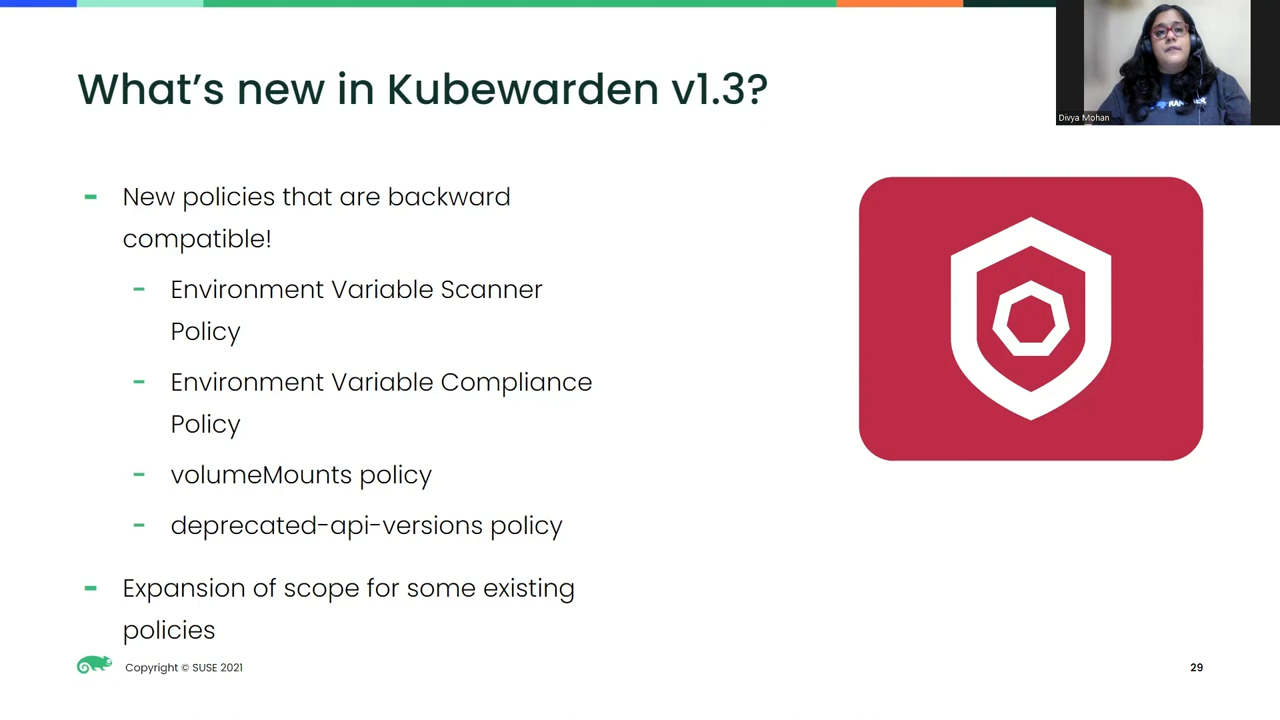 What's new in Kubewarden v1.3?
Divya Mohan
- New policies that are backward
compatible!
- Environment Variable Scanner
Policy
- Environment Variable Compliance
Policy
- volumeMounts policy
- deprecated-api-versions policy
- Expansion of scope for some existing
policies
Copyright © SUSE 2021
29